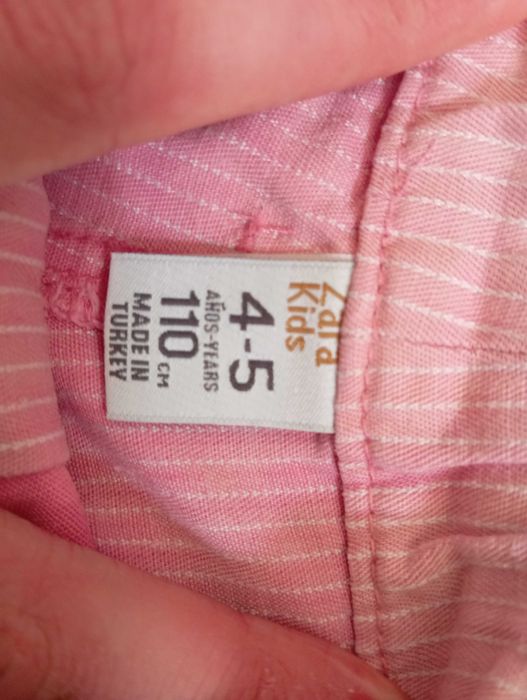 Zara
Kids
4-5
AÑOS-YEARS
110 CM
MADE IN
TURKEY